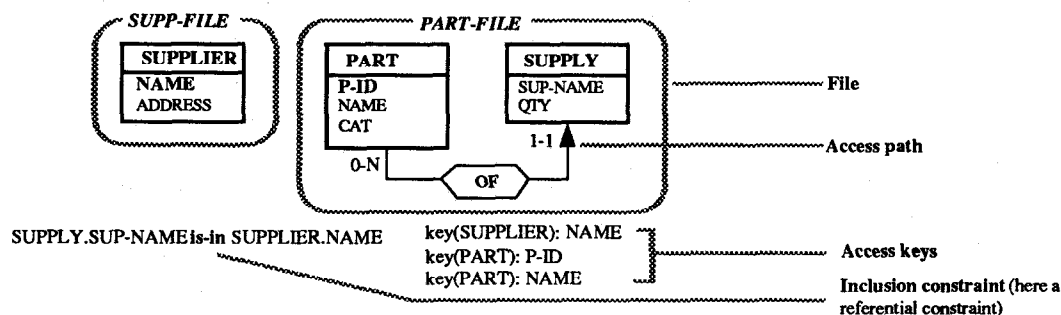 SUPP-FILE
SUPPLIER
NAME
ADDRESS
PART-FILE
PART
P-ID
NAME
CAT
SUPPLY
SUP-NAME
QTY
0-N
OF
1-1
File
Access path
SUPPLY.SUP-NAME is-in SUPPLIER.NAME
key(SUPPLIER): NAME
key(PART): P-ID
key(PART): NAME
Access keys
Inclusion constraint (here a
referential constraint)